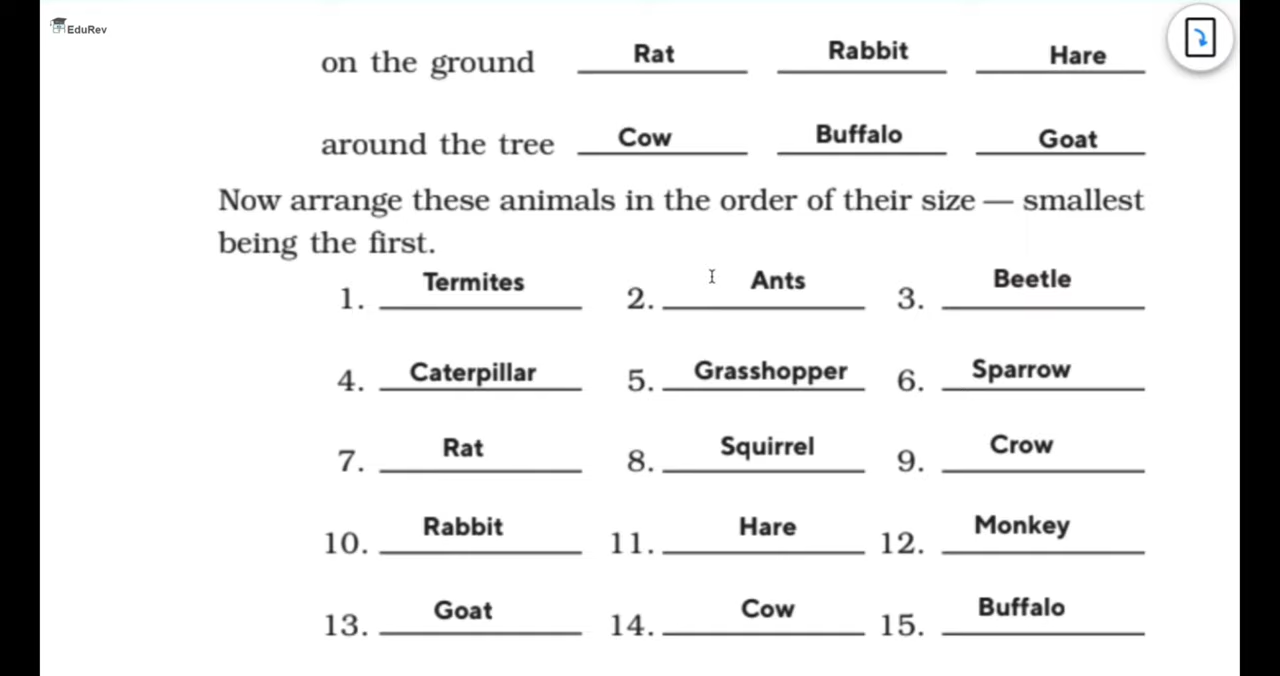 EduRev
on the ground Rat Rabbit Hare
around the tree Cow Buffalo Goat
Now arrange these animals in the order of their size — smallest
being the first.
1. Termites 2. Ants 3. Beetle
4. Caterpillar 5. Grasshopper 6. Sparrow
7. Rat 8. Squirrel 9. Crow
10. Rabbit 11. Hare 12. Monkey
13. Goat 14. Cow 15. Buffalo